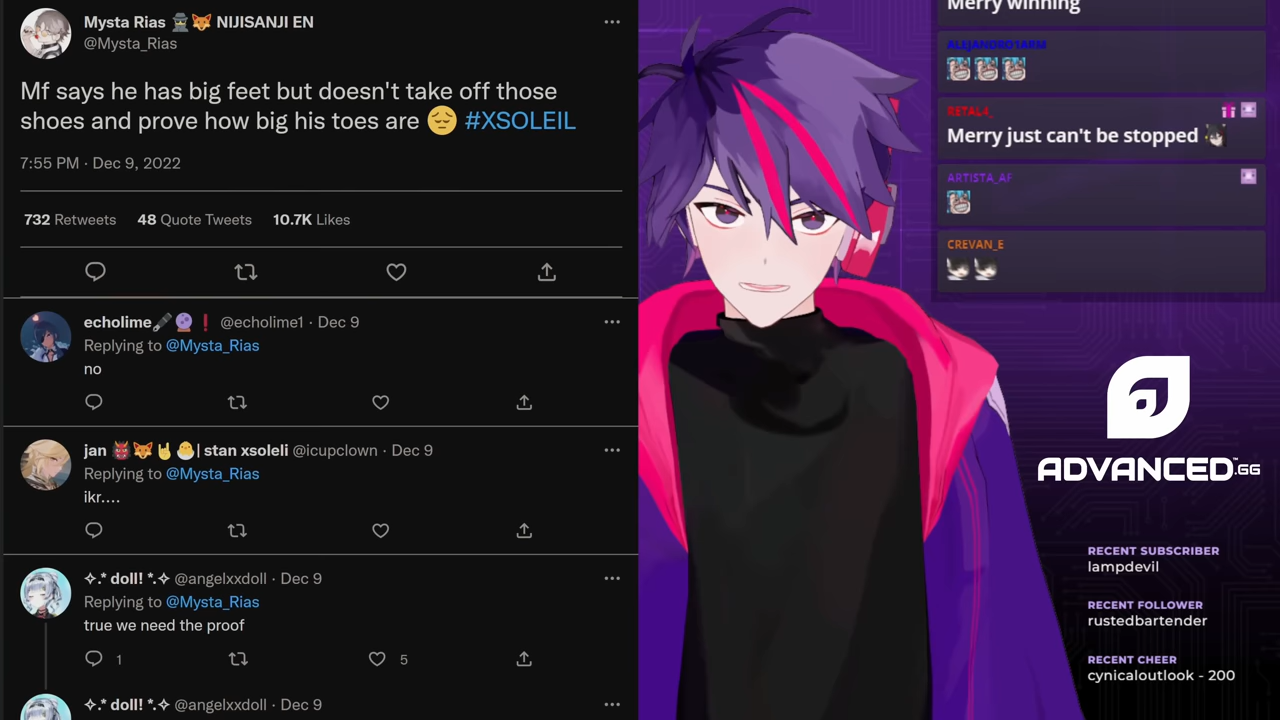 Mysta Rias 🕵️🦊 NIJISANJI EN
@Mysta_Rias
Mf says he has big feet but doesn't take off those
shoes and prove how big his toes are 😔 #XSOLEIL
7:55 PM · Dec 9, 2022
732 Retweets 48 Quote Tweets 10.7K Likes
echolime🎤🔮❗ @echolime1 · Dec 9
Replying to @Mysta_Rias
no
jan 👹🦊🤘🐣| stan xsoleli @icupclown · Dec 9
Replying to @Mysta_Rias
ikr....
✧.* doll! *.✧ @angelxxdoll · Dec 9
Replying to @Mysta_Rias
true we need the proof
1 5
✧.* doll! *.✧ @angelxxdoll · Dec 9
Merry winning
ALEJANDRO1ARM
RETAL4_
Merry just can't be stopped
ARTISTA_AF
CREVAN_E
ADVANCED™.GG
RECENT SUBSCRIBER
lampdevil
RECENT FOLLOWER
rustedbartender
RECENT CHEER
cynicaloutlook - 200